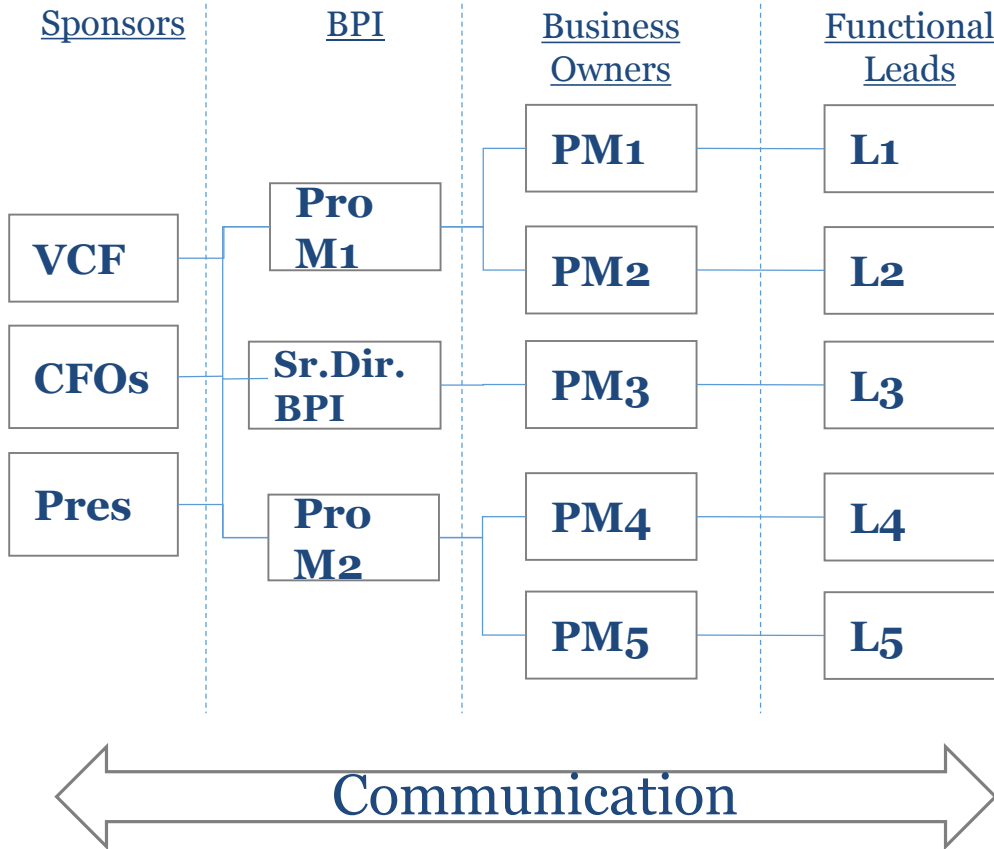 Sponsors
BPI
Business
Owners
Functional
Leads
VCF
CFOs
Pres
Pro
M1
Sr.Dir.
BPI
Pro
M2
PM1
PM2
PM3
PM4
PM5
L1
L2
L3
L4
L5
Communication